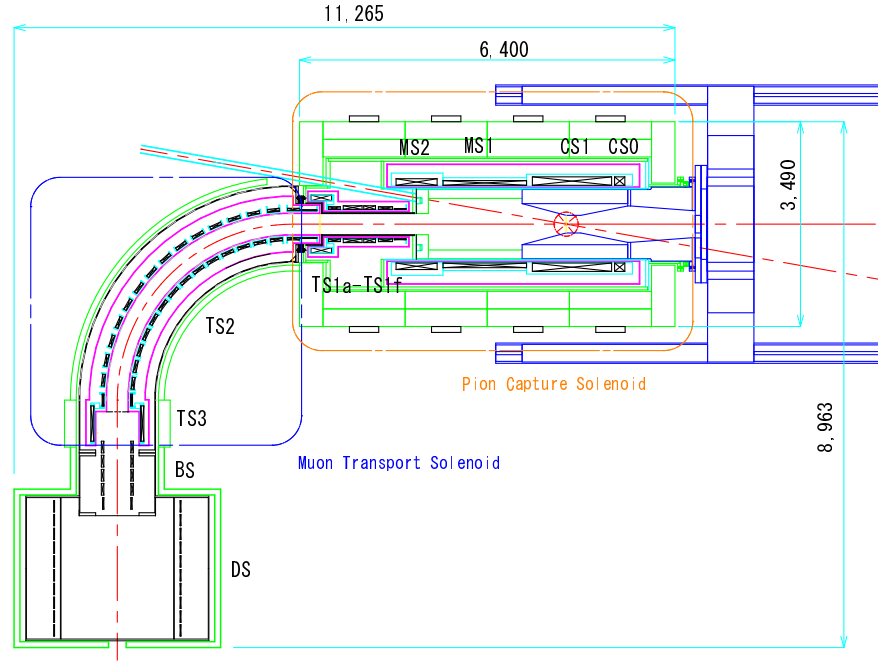 11,265
6,400
MS2
MS1
CS1
CS0
3,490
TS1a-TS1f
TS2
Pion Capture Solenoid
TS3
8,963
Muon Transport Solenoid
BS
DS